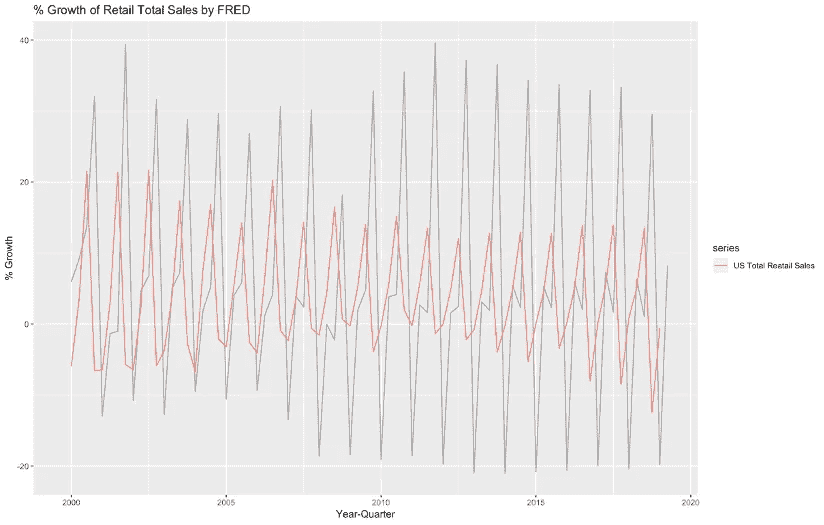 % Growth of Retail Total Sales by FRED
40
20
0
-20
% Growth
2000 2005 2010 2015 2020
Year-Quarter
series
US Total Reatail Sales